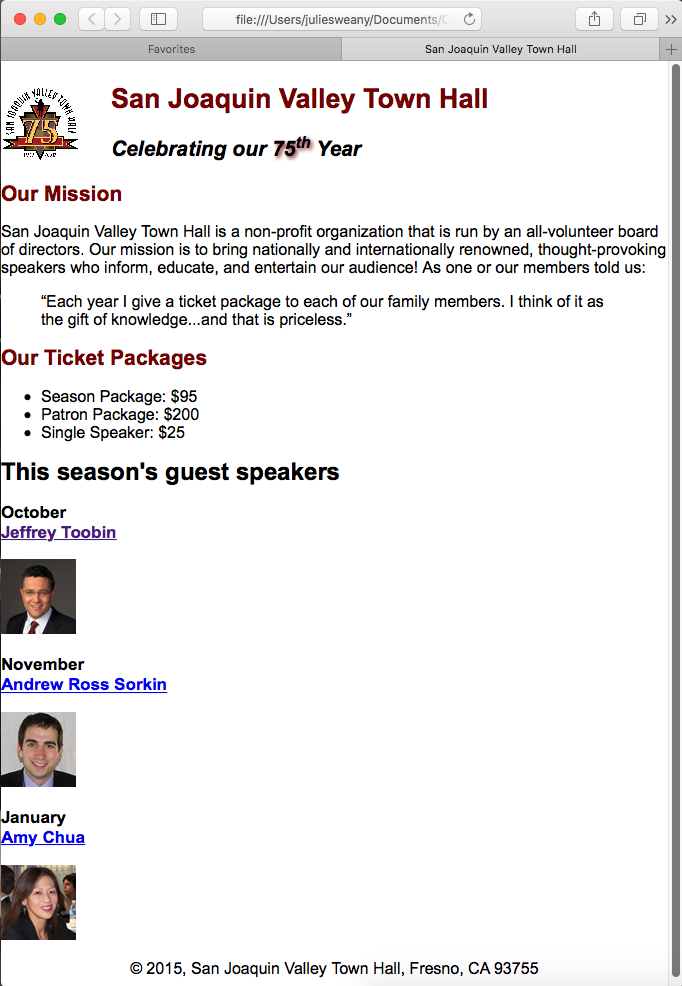 file:///Users/juliesweany/Documents/C
Favorites
San Joaquin Valley Town Hall
SAN JOAQUIN VALLEY TOWN HALL
75
San Joaquin Valley Town Hall
Celebrating our 75th Year
Our Mission
San Joaquin Valley Town Hall is a non-profit organization that is run by an all-volunteer board
of directors. Our mission is to bring nationally and internationally renowned, thought-provoking
speakers who inform, educate, and entertain our audience! As one or our members told us:
“Each year I give a ticket package to each of our family members. I think of it as
the gift of knowledge...and that is priceless.”
Our Ticket Packages
• Season Package: $95
• Patron Package: $200
• Single Speaker: $25
This season's guest speakers
October
Jeffrey Toobin
November
Andrew Ross Sorkin
January
Amy Chua
© 2015, San Joaquin Valley Town Hall, Fresno, CA 93755